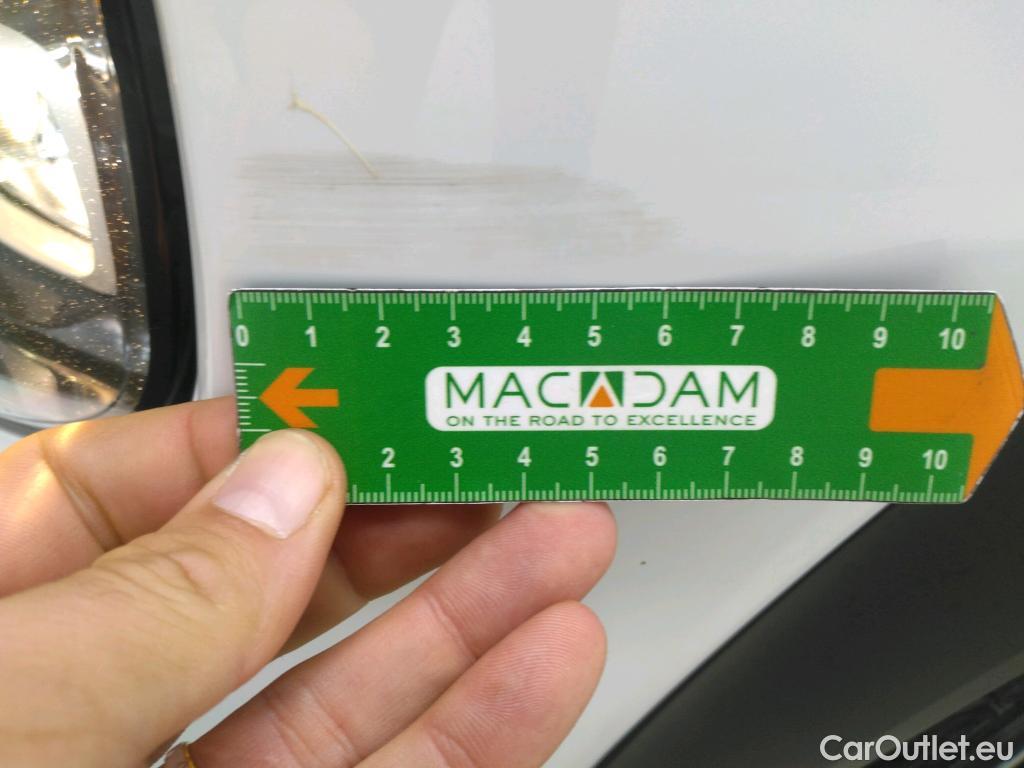 0 1 2 3 4 5 6 7 8 9 10
MACADAM
ON THE ROAD TO EXCELLENCE
2 3 4 5 6 7 8 9 10
CarOutlet.eu